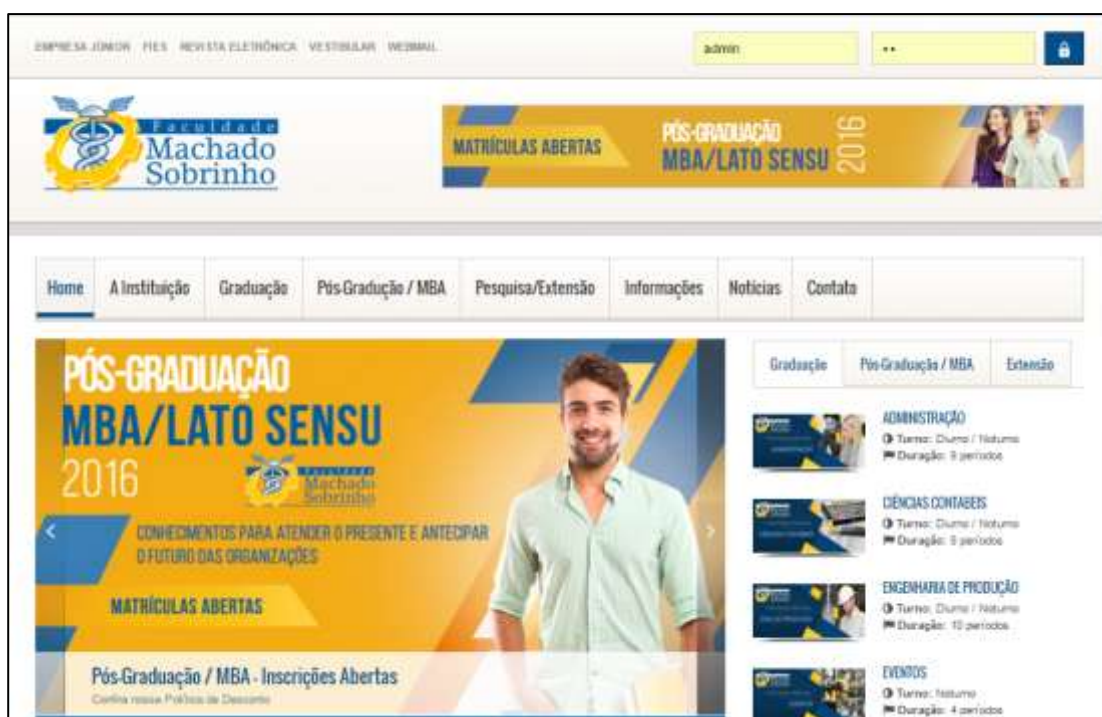 EMPRESA JÚNIOR FIES REVISTA ELETRÔNICA VESTIBULAR WEBMAIL
admin
••
Faculdade
Machado
Sobrinho
MATRÍCULAS ABERTAS
PÓS-GRADUAÇÃO
MBA/LATO SENSU
2016
Home A Instituição Graduação Pós-Gradução / MBA Pesquisa/Extensão Informações Notícias Contato
PÓS-GRADUAÇÃO
MBA/LATO SENSU
2016
Faculdade
Machado
Sobrinho
CONHECIMENTOS PARA ATENDER O PRESENTE E ANTECIPAR
O FUTURO DAS ORGANIZAÇÕES
MATRÍCULAS ABERTAS
Pós-Graduação / MBA - Inscrições Abertas
Confira nossa Política de Desconto
Graduação Pós-Graduação / MBA Extensão
ADMINISTRAÇÃO
Turno: Diurno / Noturno
Duração: 8 períodos
CIÊNCIAS CONTABEIS
Turno: Diurno / Noturno
Duração: 8 períodos
ENGENHARIA DE PRODUÇÃO
Turno: Diurno / Noturno
Duração: 10 períodos
EVENTOS
Turno: Noturno
Duração: 4 períodos